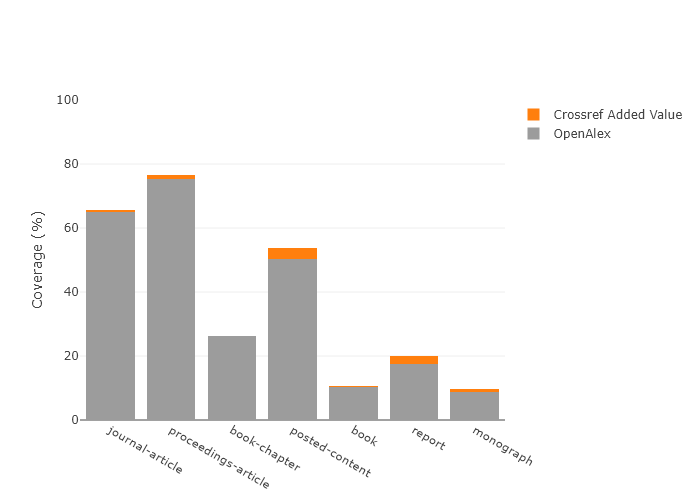 100
80
60
40
20
0
Coverage (%)
journal-article
proceedings-article
book-chapter
posted-content
book
report
monograph
Crossref Added Value
OpenAlex